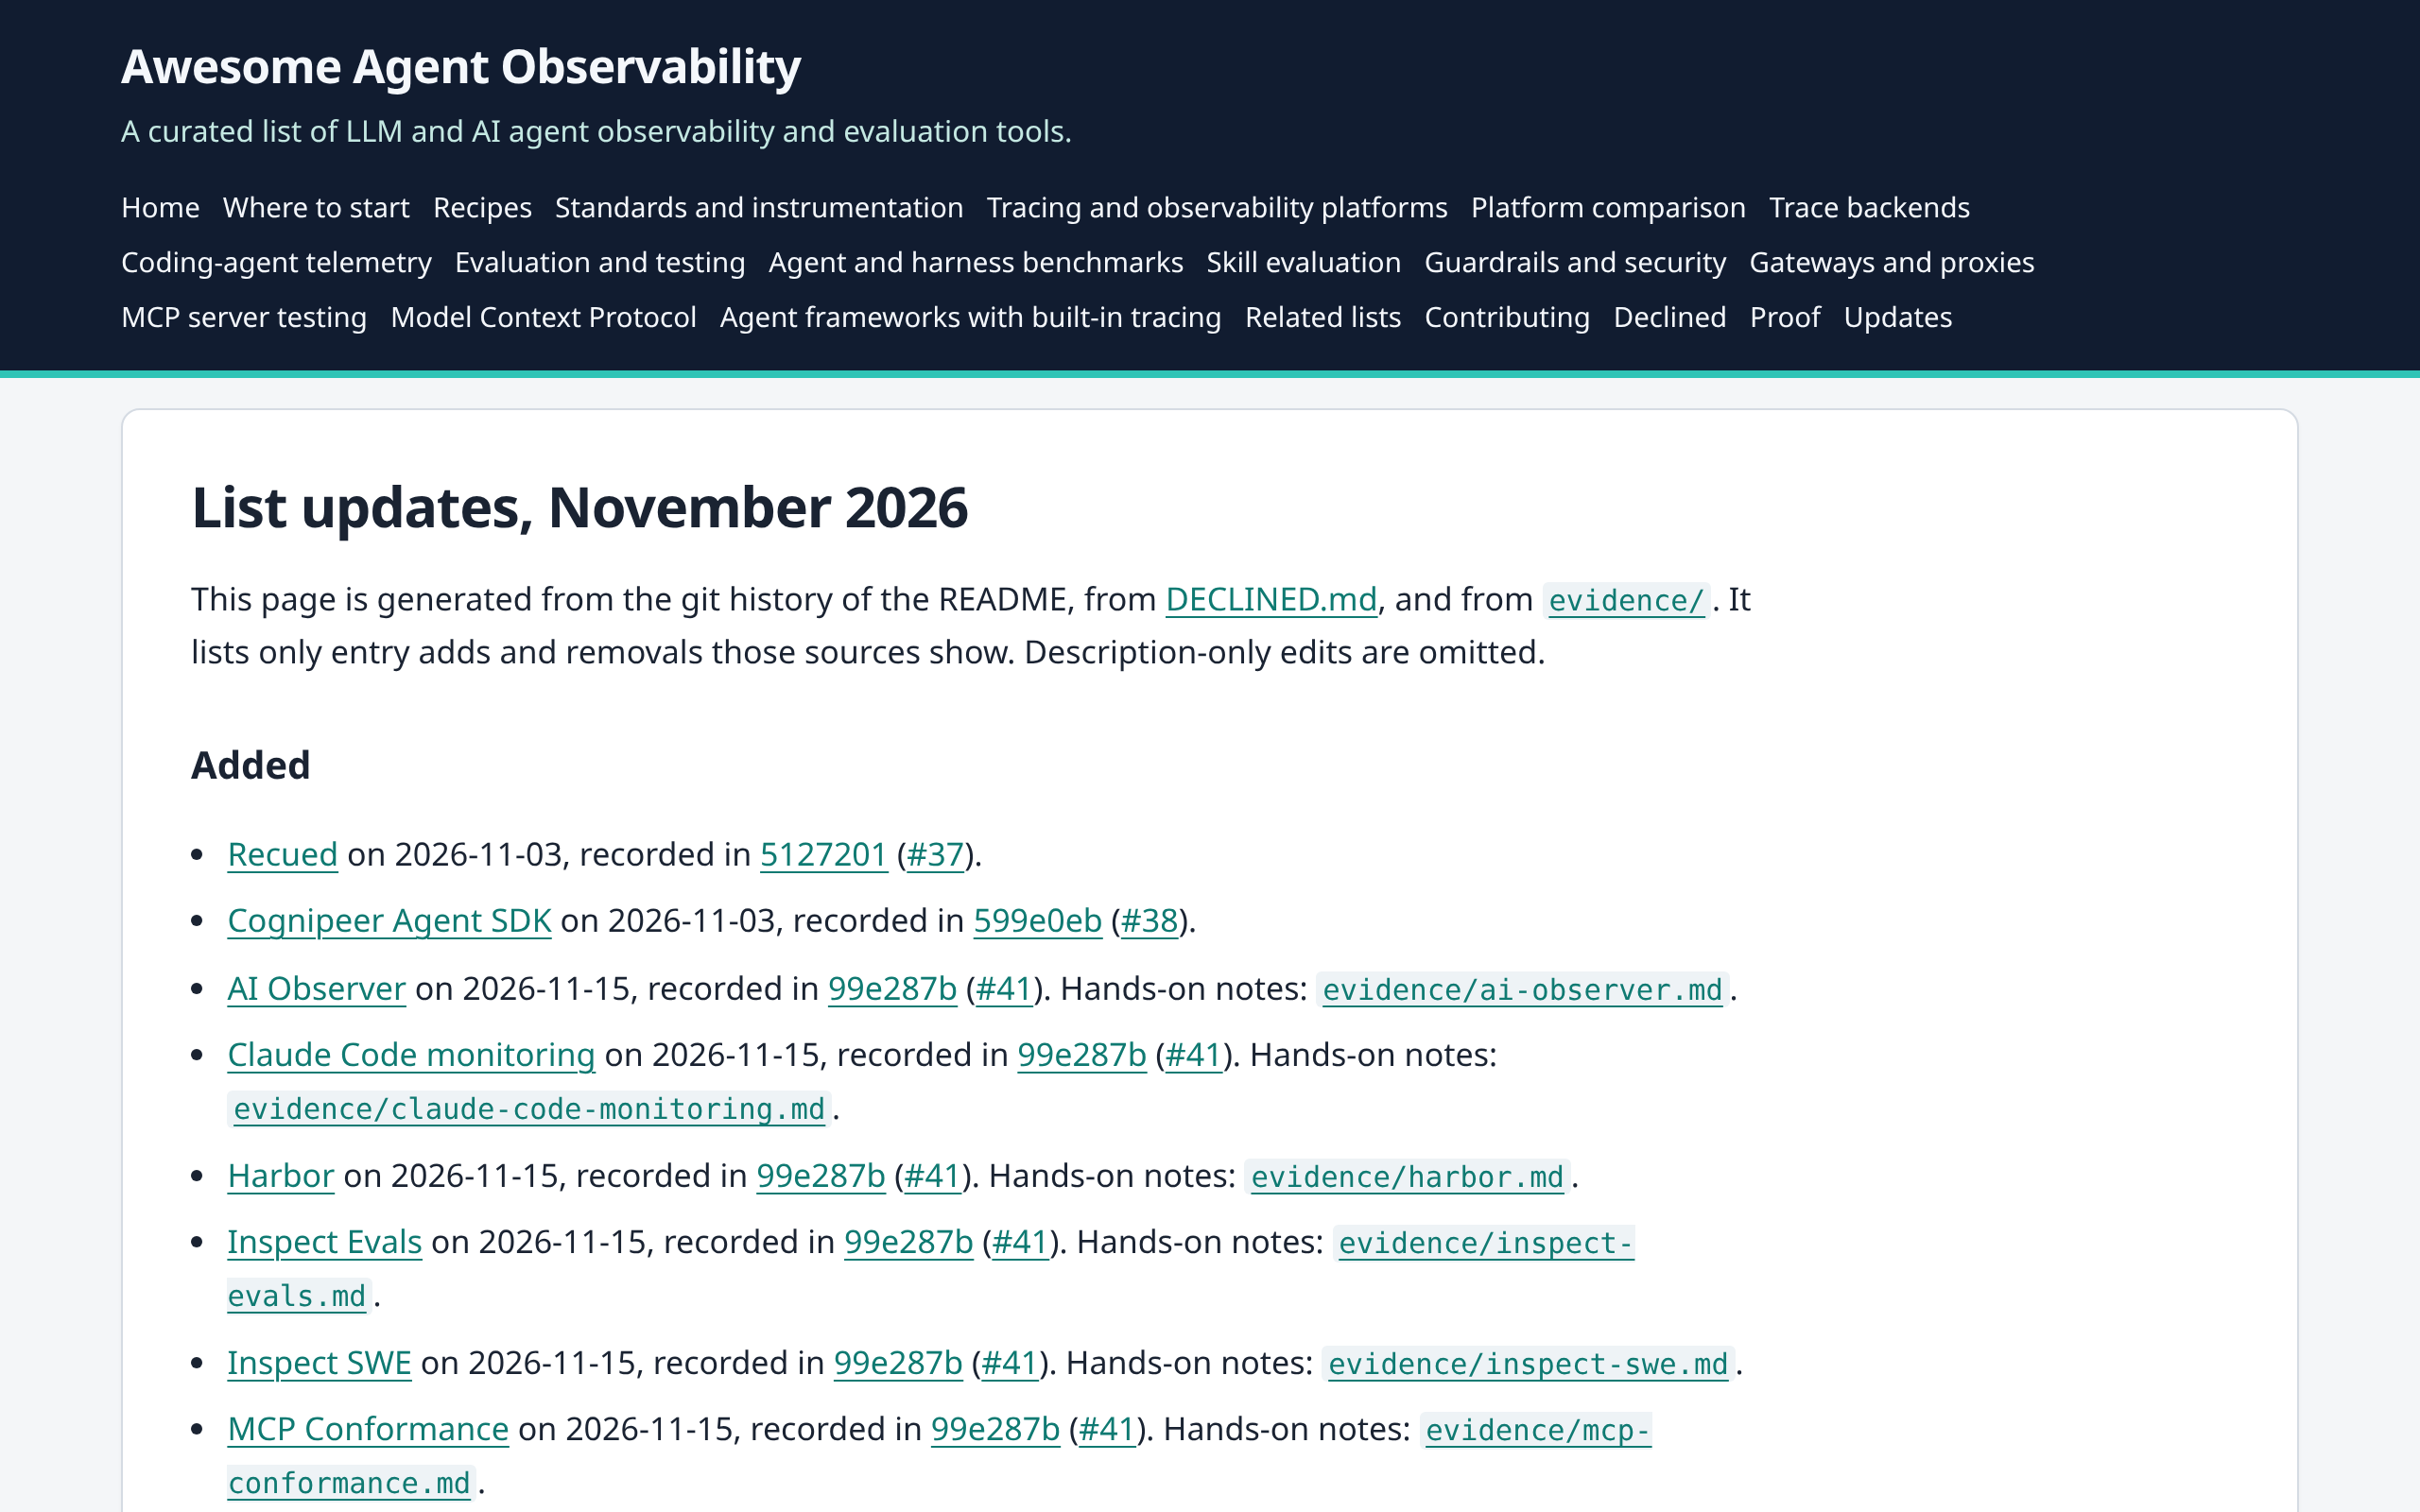 Awesome Agent Observability
A curated list of LLM and AI agent observability and evaluation tools.
Home Where to start Recipes Standards and instrumentation Tracing and observability platforms Platform comparison Trace backends
Coding-agent telemetry Evaluation and testing Agent and harness benchmarks Skill evaluation Guardrails and security Gateways and proxies
MCP server testing Model Context Protocol Agent frameworks with built-in tracing Related lists Contributing Declined Proof Updates
List updates, November 2026
This page is generated from the git history of the README, from DECLINED.md, and from evidence/. It
lists only entry adds and removals those sources show. Description-only edits are omitted.
Added
• Recued on 2026-11-03, recorded in 5127201 (#37).
• Cognipeer Agent SDK on 2026-11-03, recorded in 599e0eb (#38).
• AI Observer on 2026-11-15, recorded in 99e287b (#41). Hands-on notes: evidence/ai-observer.md.
• Claude Code monitoring on 2026-11-15, recorded in 99e287b (#41). Hands-on notes:
evidence/claude-code-monitoring.md.
• Harbor on 2026-11-15, recorded in 99e287b (#41). Hands-on notes: evidence/harbor.md.
• Inspect Evals on 2026-11-15, recorded in 99e287b (#41). Hands-on notes: evidence/inspect-
evals.md.
• Inspect SWE on 2026-11-15, recorded in 99e287b (#41). Hands-on notes: evidence/inspect-swe.md.
• MCP Conformance on 2026-11-15, recorded in 99e287b (#41). Hands-on notes: evidence/mcp-
conformance.md.